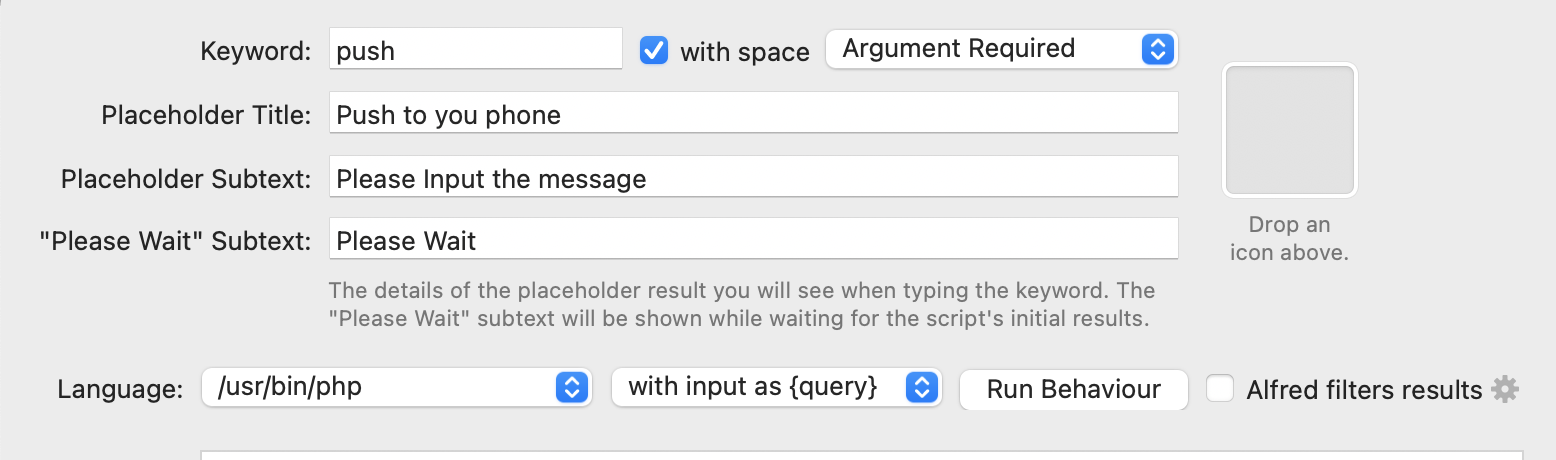 Keyword: push with space Argument Required
Placeholder Title: Push to you phone
Placeholder Subtext: Please Input the message
"Please Wait" Subtext: Please Wait
Drop an
icon above.
The details of the placeholder result you will see when typing the keyword. The
"Please Wait" subtext will be shown while waiting for the script's initial results.
Language: /usr/bin/php with input as {query} Run Behaviour Alfred filters results